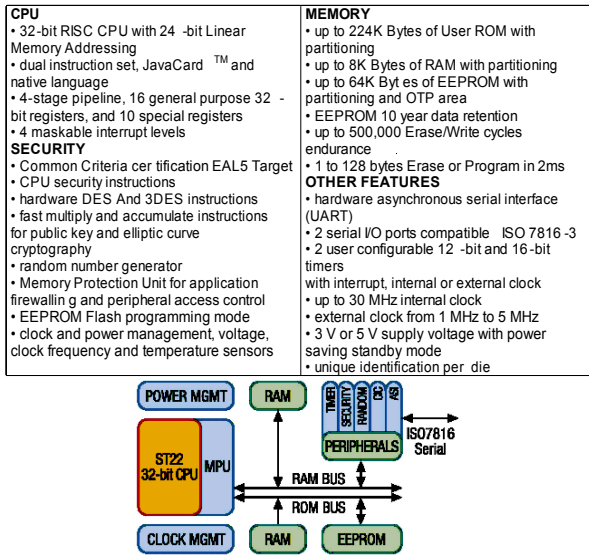 CPU
• 32-bit RISC CPU with 24 -bit Linear
Memory Addressing
• dual instruction set, JavaCard TM and
native language
• 4-stage pipeline, 16 general purpose 32 -
bit registers, and 10 special registers
• 4 maskable interrupt levels
SECURITY
• Common Criteria cer tification EAL5 Target
• CPU security instructions
• hardware DES And 3DES instructions
• fast multiply and accumulate instructions
for public key and elliptic curve
cryptography
• random number generator
• Memory Protection Unit for application
firewallin g and peripheral access control
• EEPROM Flash programming mode
• clock and power management, voltage,
clock frequency and temperature sensors
MEMORY
• up to 224K Bytes of User ROM with
partitioning
• up to 8K Bytes of RAM with partitioning
• up to 64K Byt es of EEPROM with
partitioning and OTP area
• EEPROM 10 year data retention
• up to 500,000 Erase/Write cycles
endurance .
• 1 to 128 bytes Erase or Program in 2ms
OTHER FEATURES
• hardware asynchronous serial interface
(UART)
• 2 serial I/O ports compatible ISO 7816 -3
• 2 user configurable 12 -bit and 16 -bit
timers
with interrupt, internal or external clock
• up to 30 MHz internal clock
• external clock from 1 MHz to 5 MHz
• 3 V or 5 V supply voltage with power
saving standby mode
• unique identification per die
POWER MGMT
RAM
TIMER
SECURITY
RANDOM
CIC
ASI
PERIPHERALS
ISO7816
Serial
ST22
32-bit CPU
MPU
RAM BUS
ROM BUS
CLOCK MGMT
RAM
EEPROM